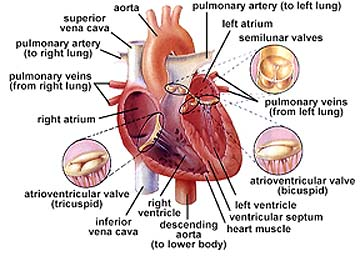 aorta
pulmonary artery (to left lung)
superior
vena cava
left atrium
semilunar valves
pulmonary artery
(to right lung)
pulmonary veins
(from right lung)
pulmonary veins
(from left lung)
right atrium
atrioventricular valve
(tricuspid)
atrioventricular valve
(bicuspid)
inferior
vena cava
right
ventricle
descending
aorta
(to lower body)
left ventricle
ventricular septum
heart muscle